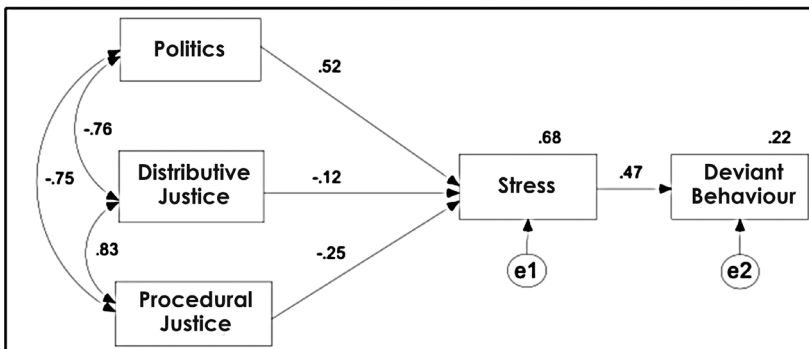 Politics
.52
-.76
.68
.22
-.75
Distributive
Justice
-.12
Stress
.47
Deviant
Behaviour
.83
-.25
e1
e2
Procedural
Justice